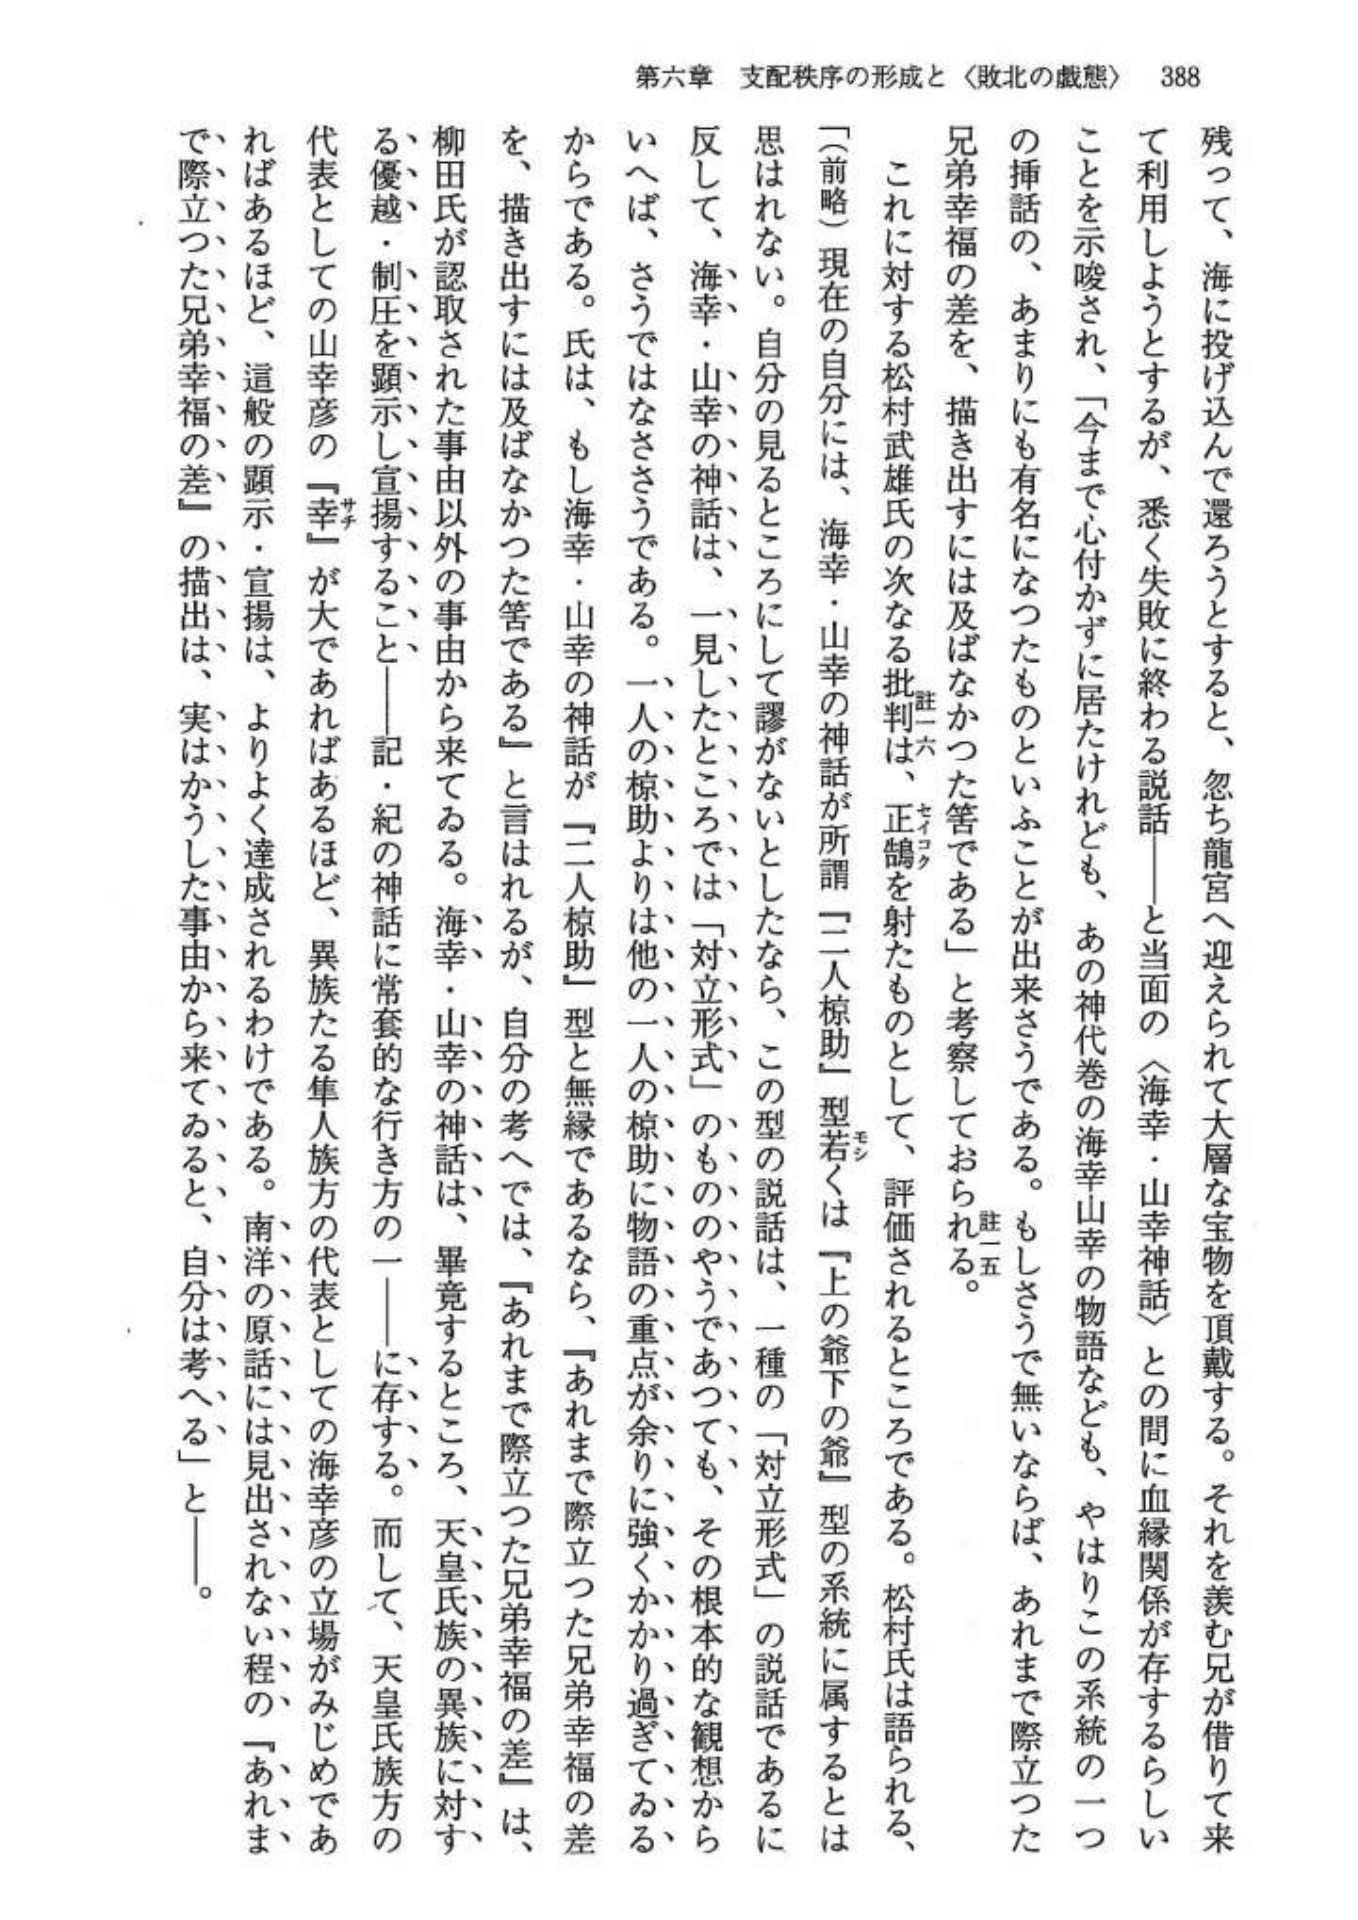 第六章　支配秩序の形成と〈敗北の戯態〉　388
残って、海に投げ込んで還ろうとすると、忽ち龍宮へ迎えられて大層な宝物を頂戴する。それを羨む兄が借りて来
て利用しようとするが、悉く失敗に終わる説話――と当面の〈海幸・山幸神話〉との間に血縁関係が存するらしい
ことを示唆され、「今まで心付かずに居たけれども、あの神代巻の海幸山幸の物語なども、やはりこの系統の一つ
の挿話の、あまりにも有名になつたものといふことが出来さうである。もしさうで無いならば、あれまで際立つた
兄弟幸福の差を、描き出すには及ばなかつた筈である」と考察しておられる。註一五
これに対する松村武雄氏の次なる批判は、註一六正鵠セイコクを射たものとして、評価されるところである。松村氏は語られる、
「（前略）現在の自分には、海幸・山幸の神話が所謂『二人椋助』型若モシくは『上の爺下の爺』型の系統に属するとは
思はれない。自分の見るところにして謬がないとしたなら、この型の説話は、一種の「対立形式」の説話であるに
反して、海幸・山幸の神話は、一見したところでは「対立形式」のもののやうであつても、その根本的な観想から
いへば、さうではなささうである。一人の椋助よりは他の一人の椋助に物語の重点が余りに強くかかり過ぎてゐる
からである。氏は、もし海幸・山幸の神話が『二人椋助』型と無縁であるなら、『あれまで際立つた兄弟幸福の差
を、描き出すには及ばなかつた筈である』と言はれるが、自分の考へでは、『あれまで際立つた兄弟幸福の差』は、
柳田氏が認取された事由以外の事由から来てゐる。海幸・山幸の神話は、畢竟するところ、天皇氏族の異族に対す
る優越・制圧を顕示し宣揚すること――記・紀の神話に常套的な行き方の一――に存する。而して、天皇氏族方の
代表としての山幸彦の『幸サチ』が大であればあるほど、異族たる隼人族方の代表としての海幸彦の立場がみじめであ
ればあるほど、這般の顕示・宣揚は、よりよく達成されるわけである。南洋の原話には見出されない程の『あれま
で際立つた兄弟幸福の差』の描出は、実はかうした事由から来てゐると、自分は考へる」と――。